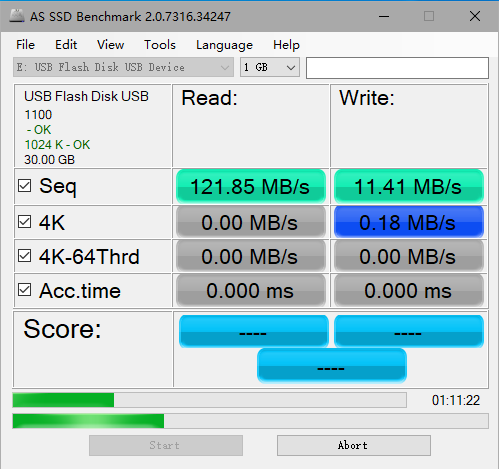 AS SSD Benchmark 2.0.7316.34247
File Edit View Tools Language Help
E: USB Flash Disk USB Device 1 GB
USB Flash Disk USB
1100
- OK
1024 K - OK
30.00 GB
Read: Write:
Seq 121.85 MB/s 11.41 MB/s
4K 0.00 MB/s 0.18 MB/s
4K-64Thrd 0.00 MB/s 0.00 MB/s
Acc.time 0.000 ms 0.000 ms
Score: ---- ----
----
01:11:22
Start Abort